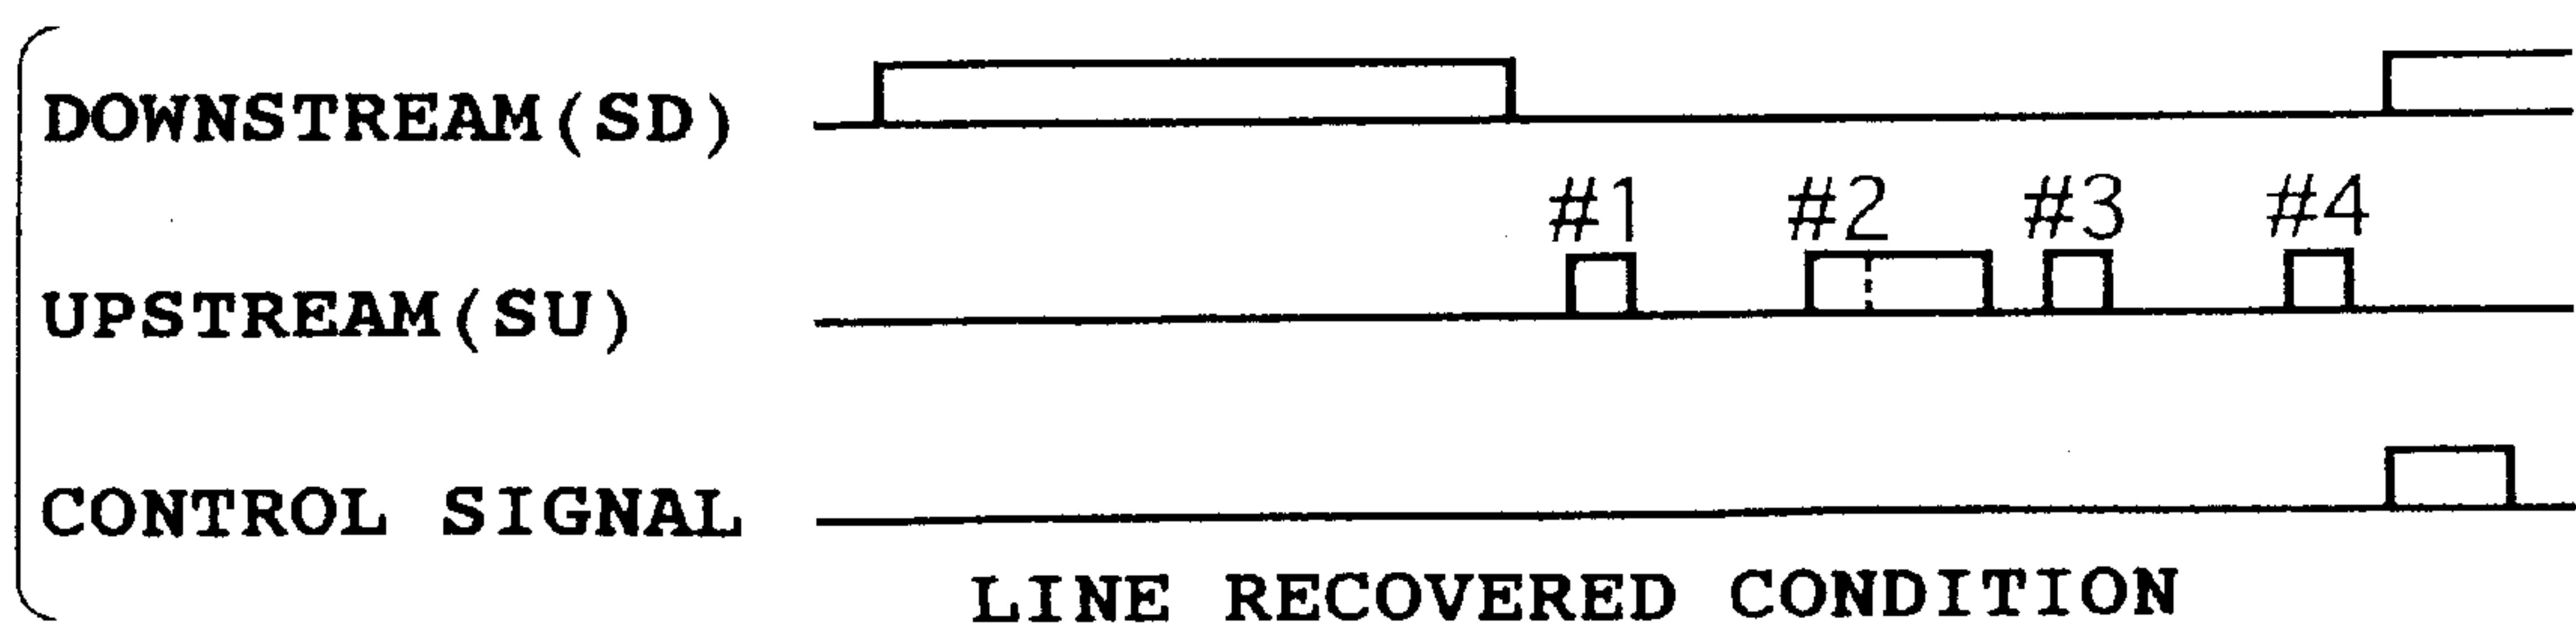 DOWNSTREAM(SD)
#1 #2 #3 #4
UPSTREAM(SU)
CONTROL SIGNAL
LINE RECOVERED CONDITION